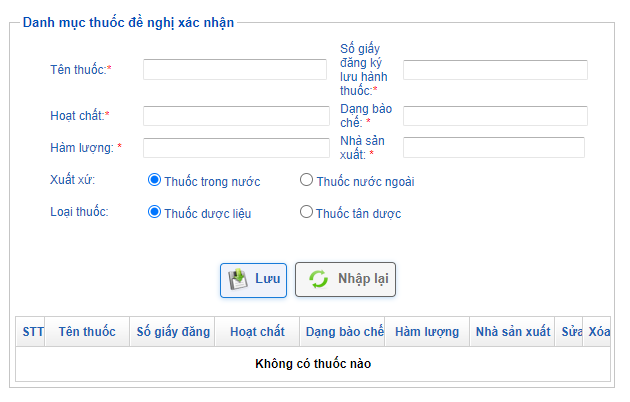 Danh mục thuốc đề nghị xác nhận
Tên thuốc:*
Số giấy
đăng ký
lưu hành
thuốc:*
Hoạt chất:*
Dạng bào
chế: *
Hàm lượng: *
Nhà sản
xuất: *
Xuất xứ: Thuốc trong nước Thuốc nước ngoài
Loại thuốc: Thuốc dược liệu Thuốc tân dược
Lưu Nhập lại
STT Tên thuốc Số giấy đăng Hoạt chất Dạng bào chế Hàm lượng Nhà sản xuất Sửa Xóa
Không có thuốc nào